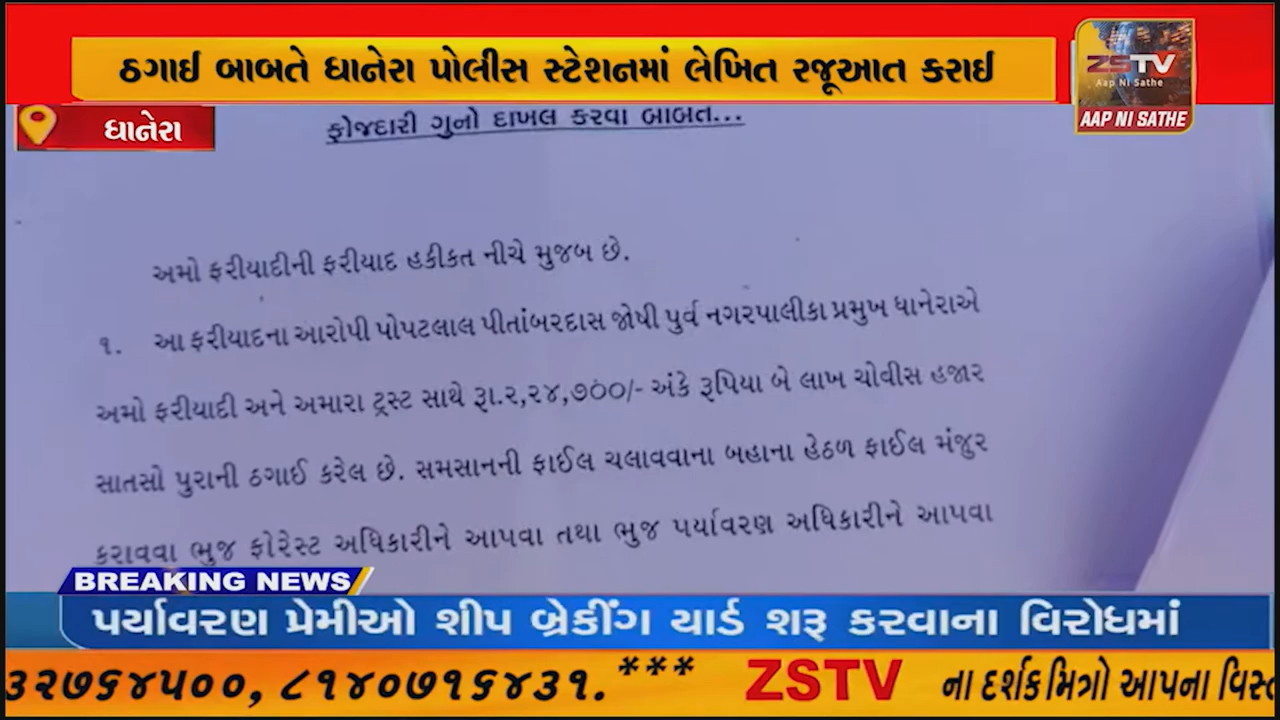 ઠગાઈ બાબતે ધાનેરા પોલીસ સ્ટેશનમાં લેખિત રજૂઆત કરાઈ
ZSTV
Aap Ni Sathe
AAP NI SATHE
ધાનેરા
ફોજદારી ગુનો દાખલ કરવા બાબત...
અમો ફરીયાદીની ફરીયાદ હકીકત નીચે મુજબ છે.
૧. આ ફરીયાદના આરોપી પોપટલાલ પીતાંબરદાસ જોષી પુર્વ નગરપાલીકા પ્રમુખ ધાનેરાએ
અમો ફરીયાદી અને અમારા ટ્રસ્ટ સાથે રૂા.૨,૨૪,૭૦૦/- અંકે રૂપિયા બે લાખ ચોવીસ હજાર
સાતસો પુરાની ઠગાઈ કરેલ છે. સમસાનની ફાઈલ ચલાવવાના બહાના હેઠળ ફાઈલ મંજુર
કરાવવા ભુજ ફોરેસ્ટ અધિકારીને આપવા તથા ભુજ પર્યાવરણ અધિકારીને આપવા
BREAKING NEWS
પર્યાવરણ પ્રેમીઓ શીપ બ્રેકીંગ યાર્ડ શરૂ કરવાના વિરોધમાં
૩૨૭૬૪૫૦૦, ૮૧૪૦૭૧૬૪૩૧. *** ZSTV ના દર્શક મિત્રો આપના